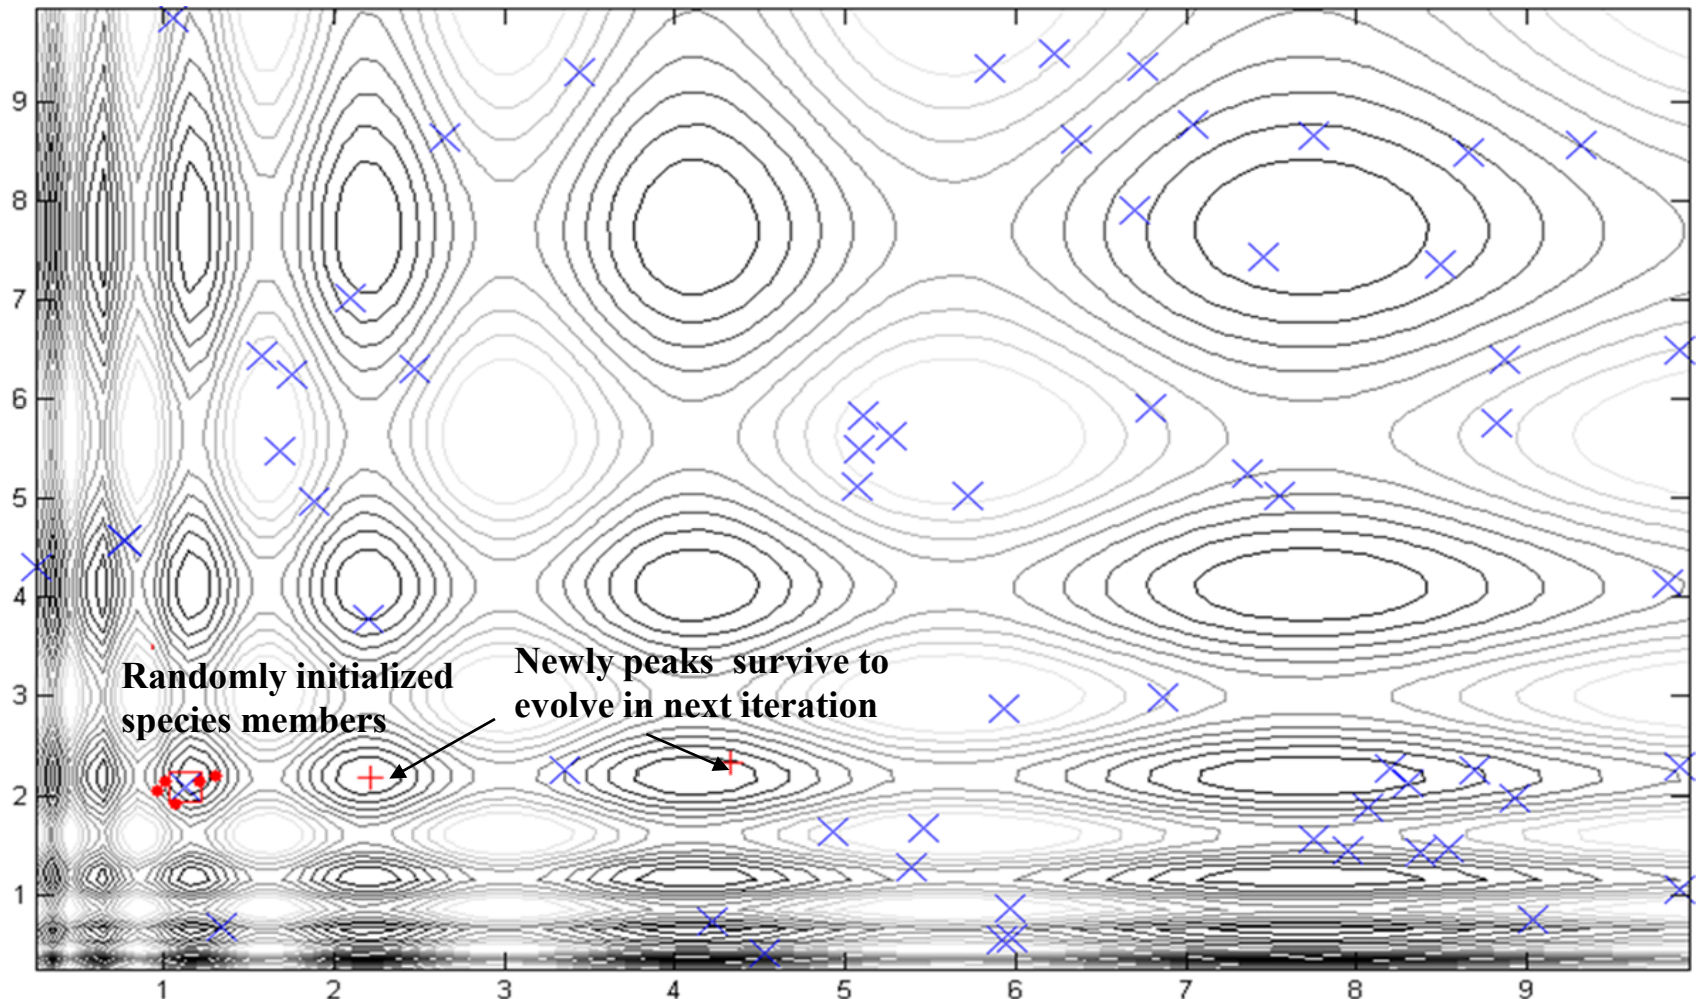 9
8
7
6
5
4
3
2
1
Randomly initialized
species members
Newly peaks survive to
evolve in next iteration
1 2 3 4 5 6 7 8 9